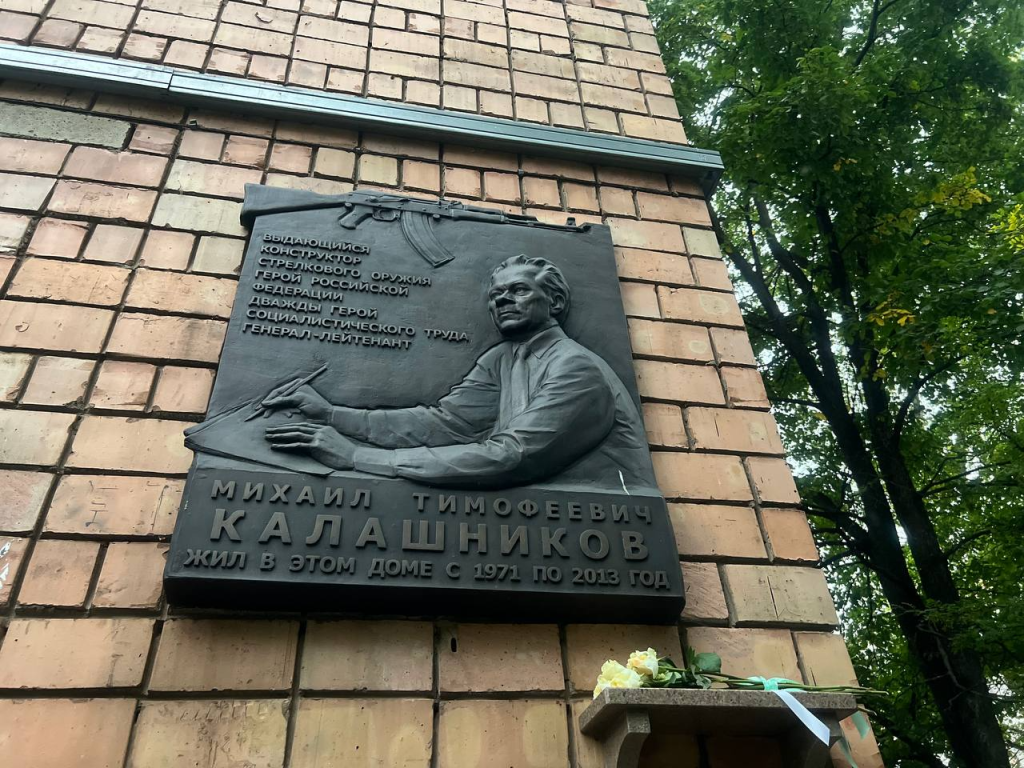 ВЫДАЮЩИЙСЯ
КОНСТРУКТОР
СТРЕЛКОВОГО ОРУЖИЯ
ГЕРОЙ РОССИЙСКОЙ
ФЕДЕРАЦИИ
ДВАЖДЫ ГЕРОЙ
СОЦИАЛИСТИЧЕСКОГО ТРУДА
ГЕНЕРАЛ-ЛЕЙТЕНАНТ
МИХАИЛ ТИМОФЕЕВИЧ
КАЛАШНИКОВ
ЖИЛ В ЭТОМ ДОМЕ С 1971 ПО 2013 ГОД